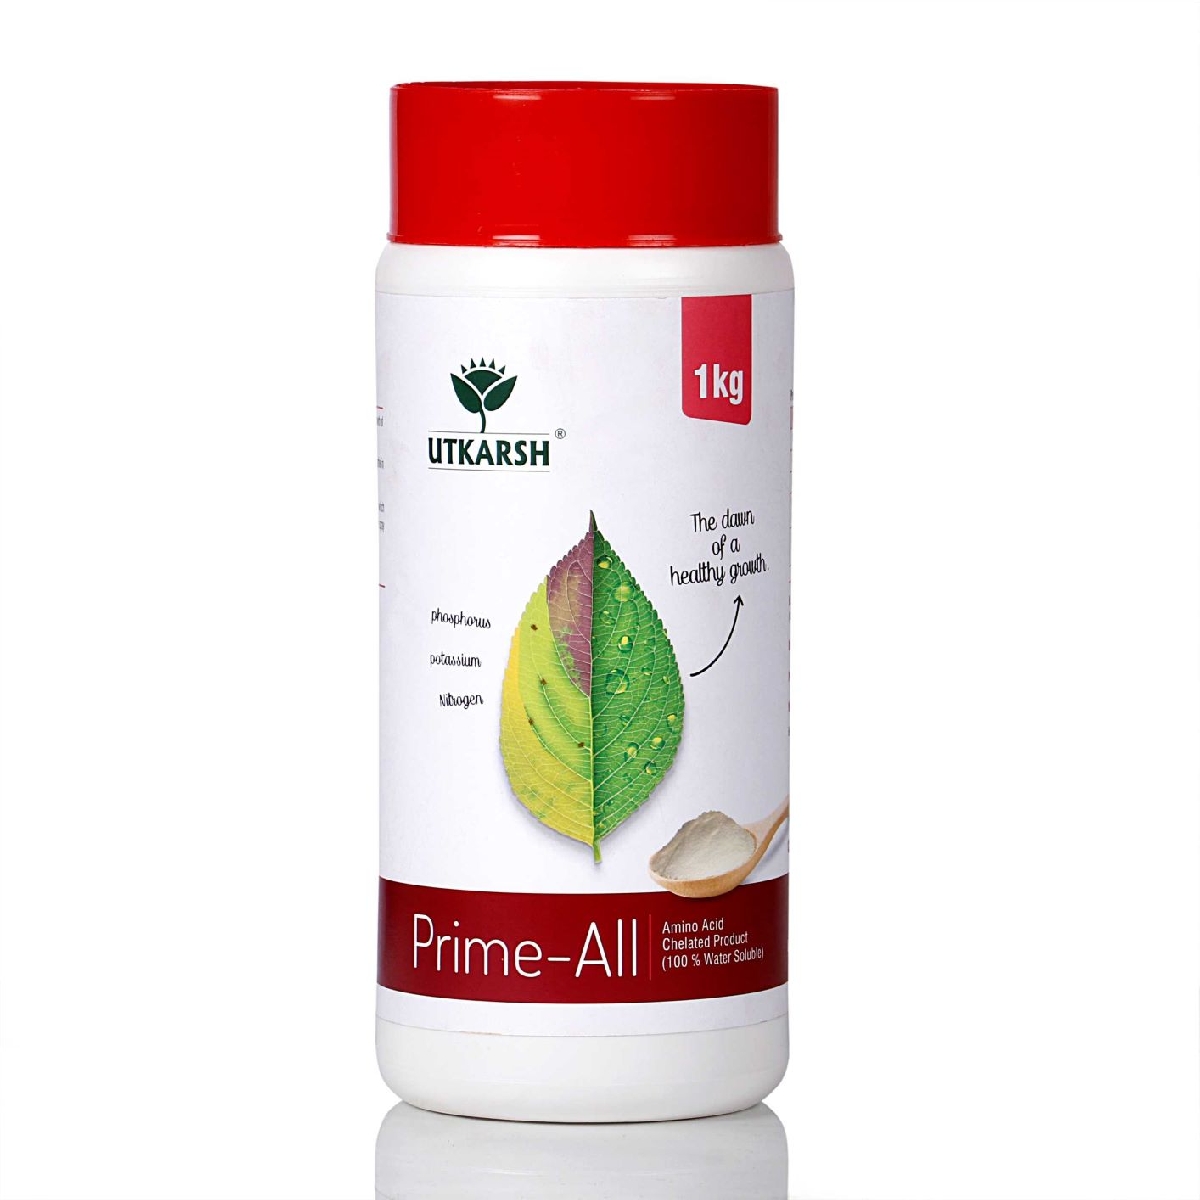 1kg
UTKARSH ®
The dawn
of a
healthy growth.
phosphorus
potassium
Nitrogen
Prime-All
Amino Acid
Chelated Product
(100 % Water Soluble)